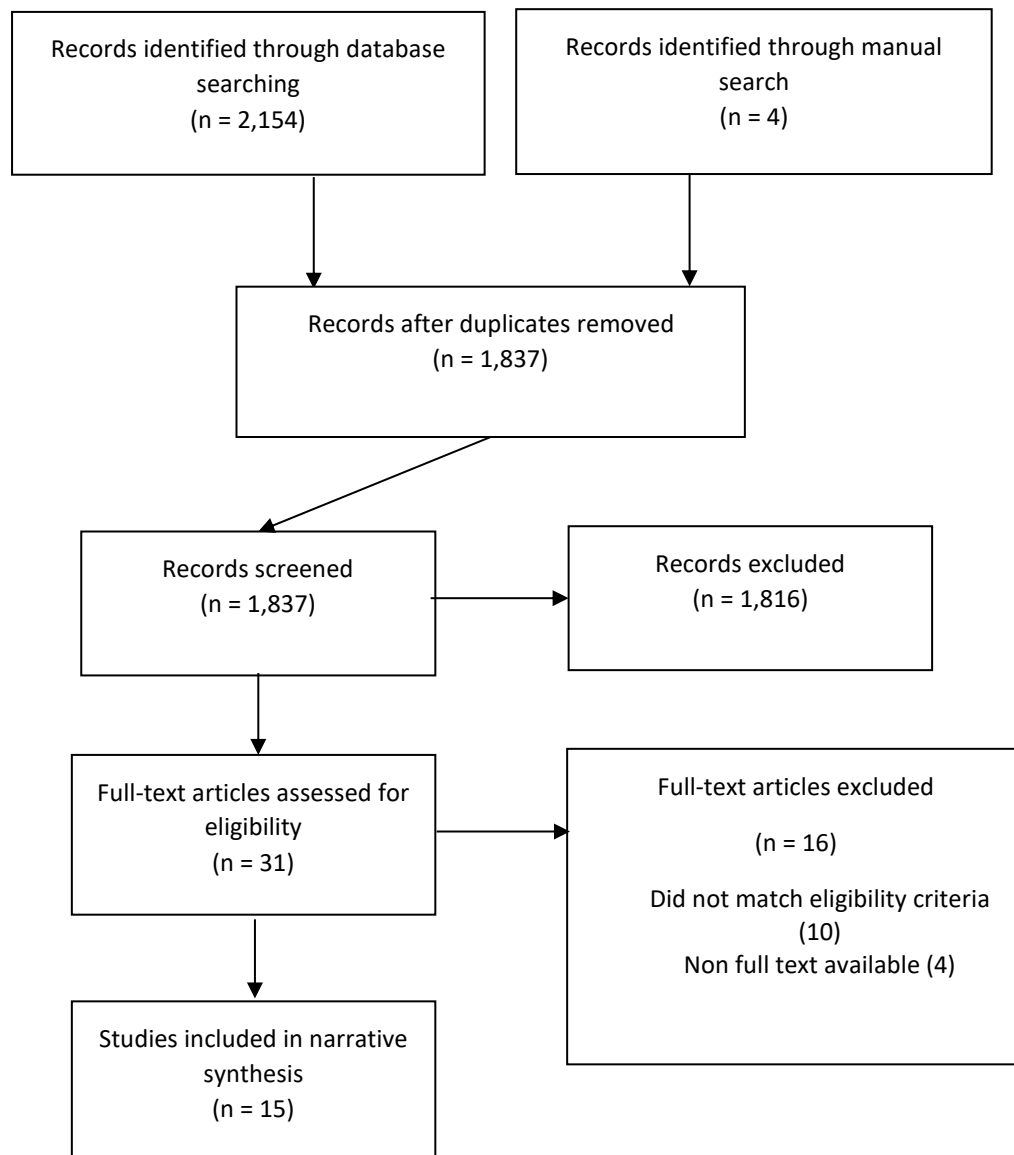 Records identified through database
searching
(n = 2,154)
Records identified through manual
search
(n = 4)
Records after duplicates removed
(n = 1,837)
Records screened
(n = 1,837)
Records excluded
(n = 1,816)
Full-text articles assessed for
eligibility
(n = 31)
Full-text articles excluded
(n = 16)
Did not match eligibility criteria
(10)
Non full text available (4)
Studies included in narrative
synthesis
(n = 15)